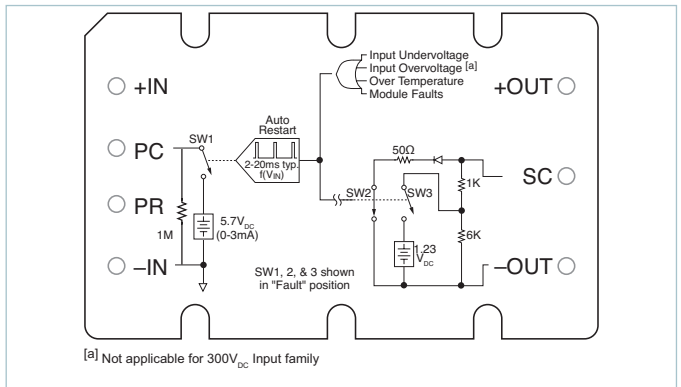 Input Undervoltage
Input Overvoltage [a]
Over Temperature
Module Faults
+IN
+OUT
Auto
Restart
PC
SW1
2-20ms typ.
f(VIN)
50Ω
SC
1K
SW2
SW3
PR
5.7VDC
(0-3mA)
1M
6K
1.23
VDC
–IN
–OUT
SW1, 2, & 3 shown
in "Fault" position
[a] Not applicable for 300VDC Input family